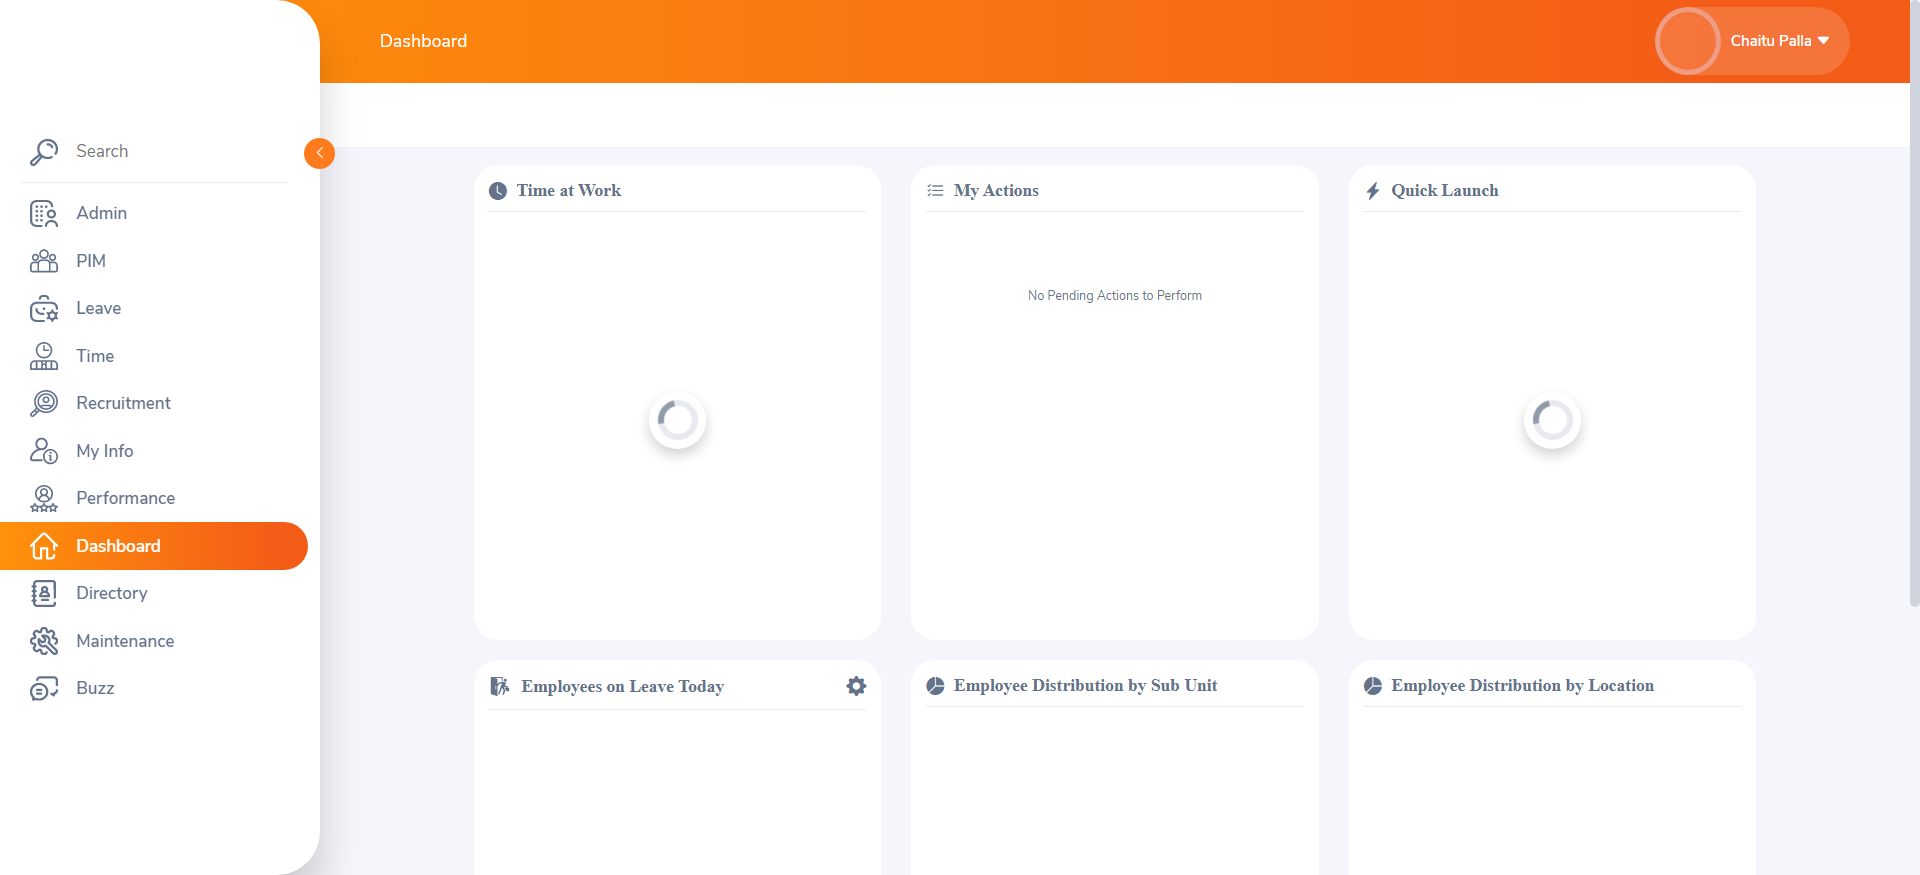 Dashboard
Chaitu Palla
Search
Admin
PIM
Leave
Time
Recruitment
My Info
Performance
Dashboard
Directory
Maintenance
Buzz
Time at Work
My Actions
Quick Launch
No Pending Actions to Perform
Employees on Leave Today
Employee Distribution by Sub Unit
Employee Distribution by Location